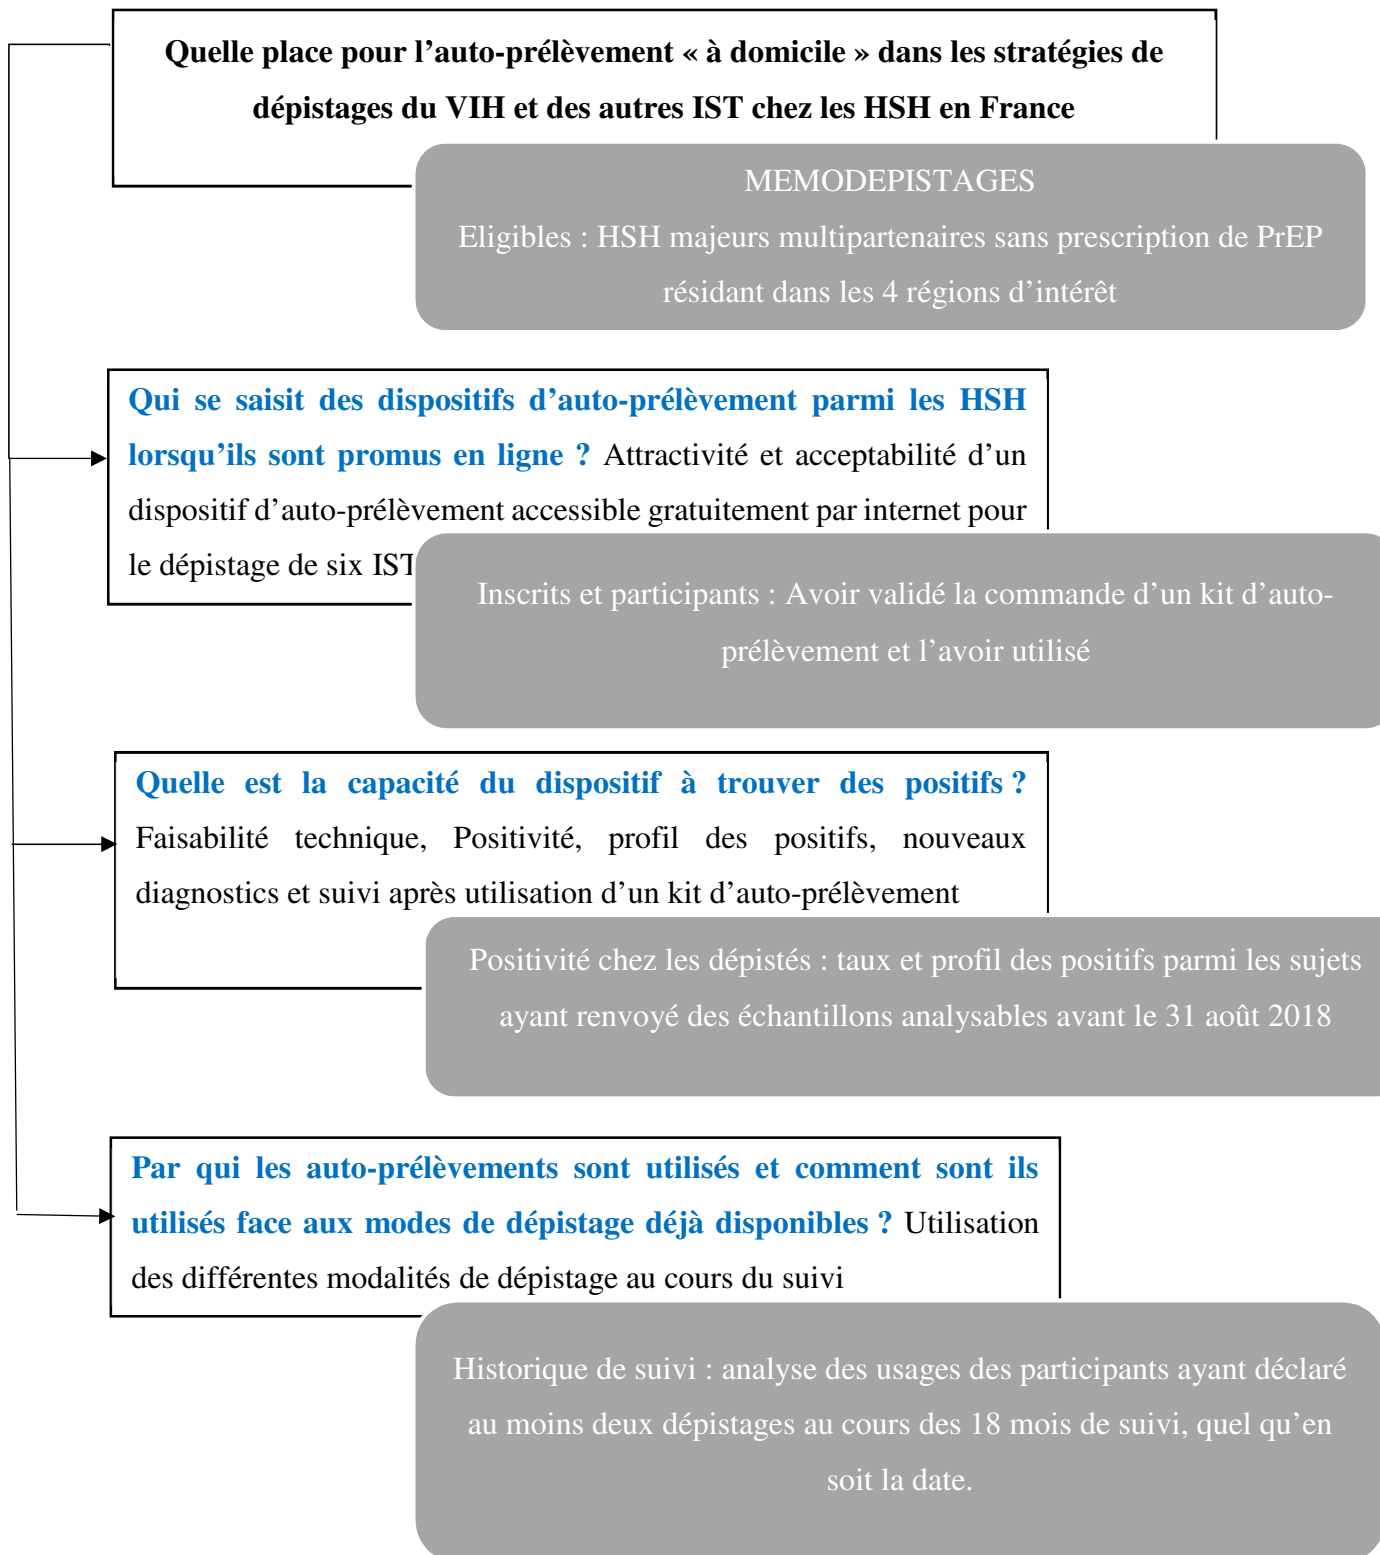 Quelle place pour l’auto-prélèvement « à domicile » dans les stratégies de
dépistages du VIH et des autres IST chez les HSH en France
MEMODEPISTAGES
Eligibles : HSH majeurs multipartenaires sans prescription de PrEP
résidant dans les 4 régions d’intérêt
Qui se saisit des dispositifs d’auto-prélèvement parmi les HSH
lorsqu’ils sont promus en ligne ? Attractivité et acceptabilité d’un
dispositif d’auto-prélèvement accessible gratuitement par internet pour
le dépistage de six IST
Inscrits et participants : Avoir validé la commande d’un kit d’auto-
prélèvement et l’avoir utilisé
Quelle est la capacité du dispositif à trouver des positifs ?
Faisabilité technique, Positivité, profil des positifs, nouveaux
diagnostics et suivi après utilisation d’un kit d’auto-prélèvement
Positivité chez les dépistés : taux et profil des positifs parmi les sujets
ayant renvoyé des échantillons analysables avant le 31 août 2018
Par qui les auto-prélèvements sont utilisés et comment sont ils
utilisés face aux modes de dépistage déjà disponibles ? Utilisation
des différentes modalités de dépistage au cours du suivi
Historique de suivi : analyse des usages des participants ayant déclaré
au moins deux dépistages au cours des 18 mois de suivi, quel qu’en
soit la date.